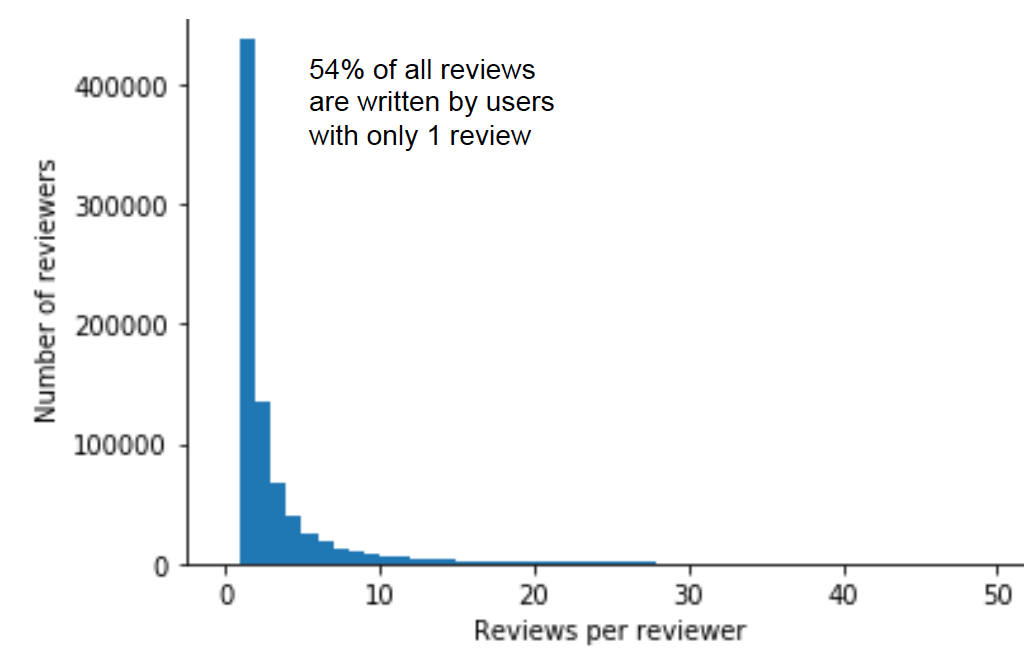 54% of all reviews
are written by users
with only 1 review
400000
300000
200000
100000
0
Number of reviewers
0 10 20 30 40 50
Reviews per reviewer